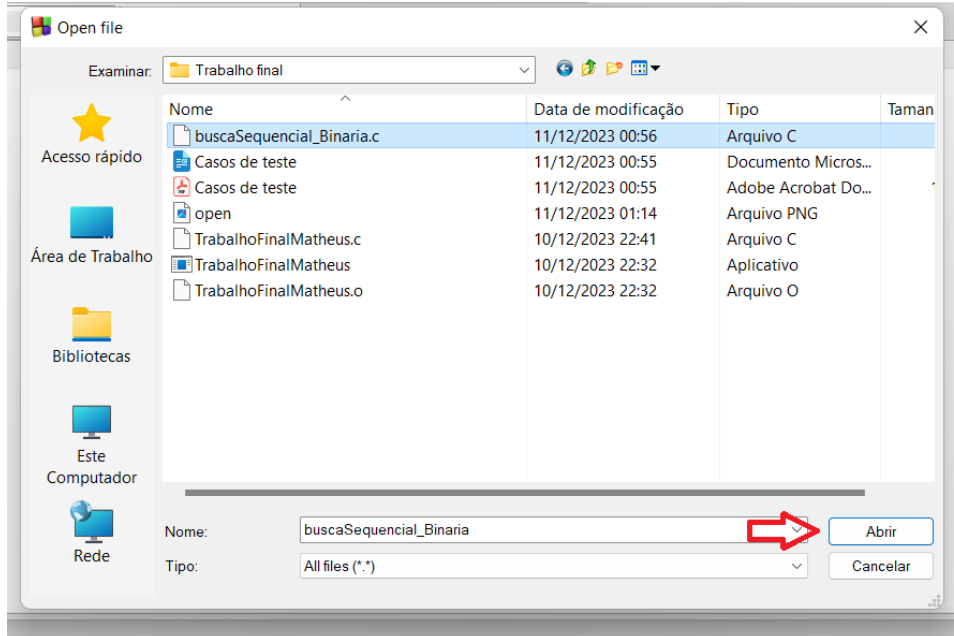 Open file
Examinar: Trabalho final
Nome Data de modificação Tipo Taman
buscaSequencial_Binaria.c 11/12/2023 00:56 Arquivo C
Casos de teste 11/12/2023 00:55 Documento Micros...
Casos de teste 11/12/2023 00:55 Adobe Acrobat Do...
open 11/12/2023 01:14 Arquivo PNG
TrabalhoFinalMatheus.c 10/12/2023 22:41 Arquivo C
TrabalhoFinalMatheus 10/12/2023 22:32 Aplicativo
TrabalhoFinalMatheus.o 10/12/2023 22:32 Arquivo O
Acesso rápido
Área de Trabalho
Bibliotecas
Este
Computador
Rede
Nome: buscaSequencial_Binaria Abrir
Tipo: All files (*.*) Cancelar